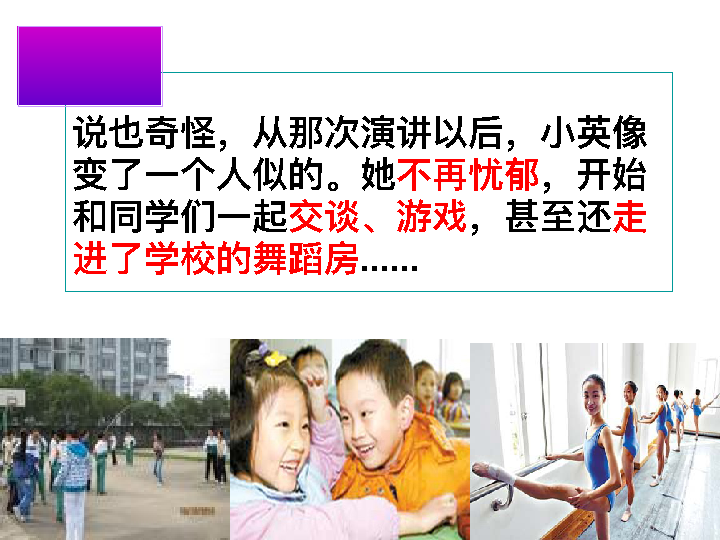 说也奇怪，从那次演讲以后，小英像
变了一个人似的。她不再忧郁，开始
和同学们一起交谈、游戏，甚至还走
进了学校的舞蹈房......